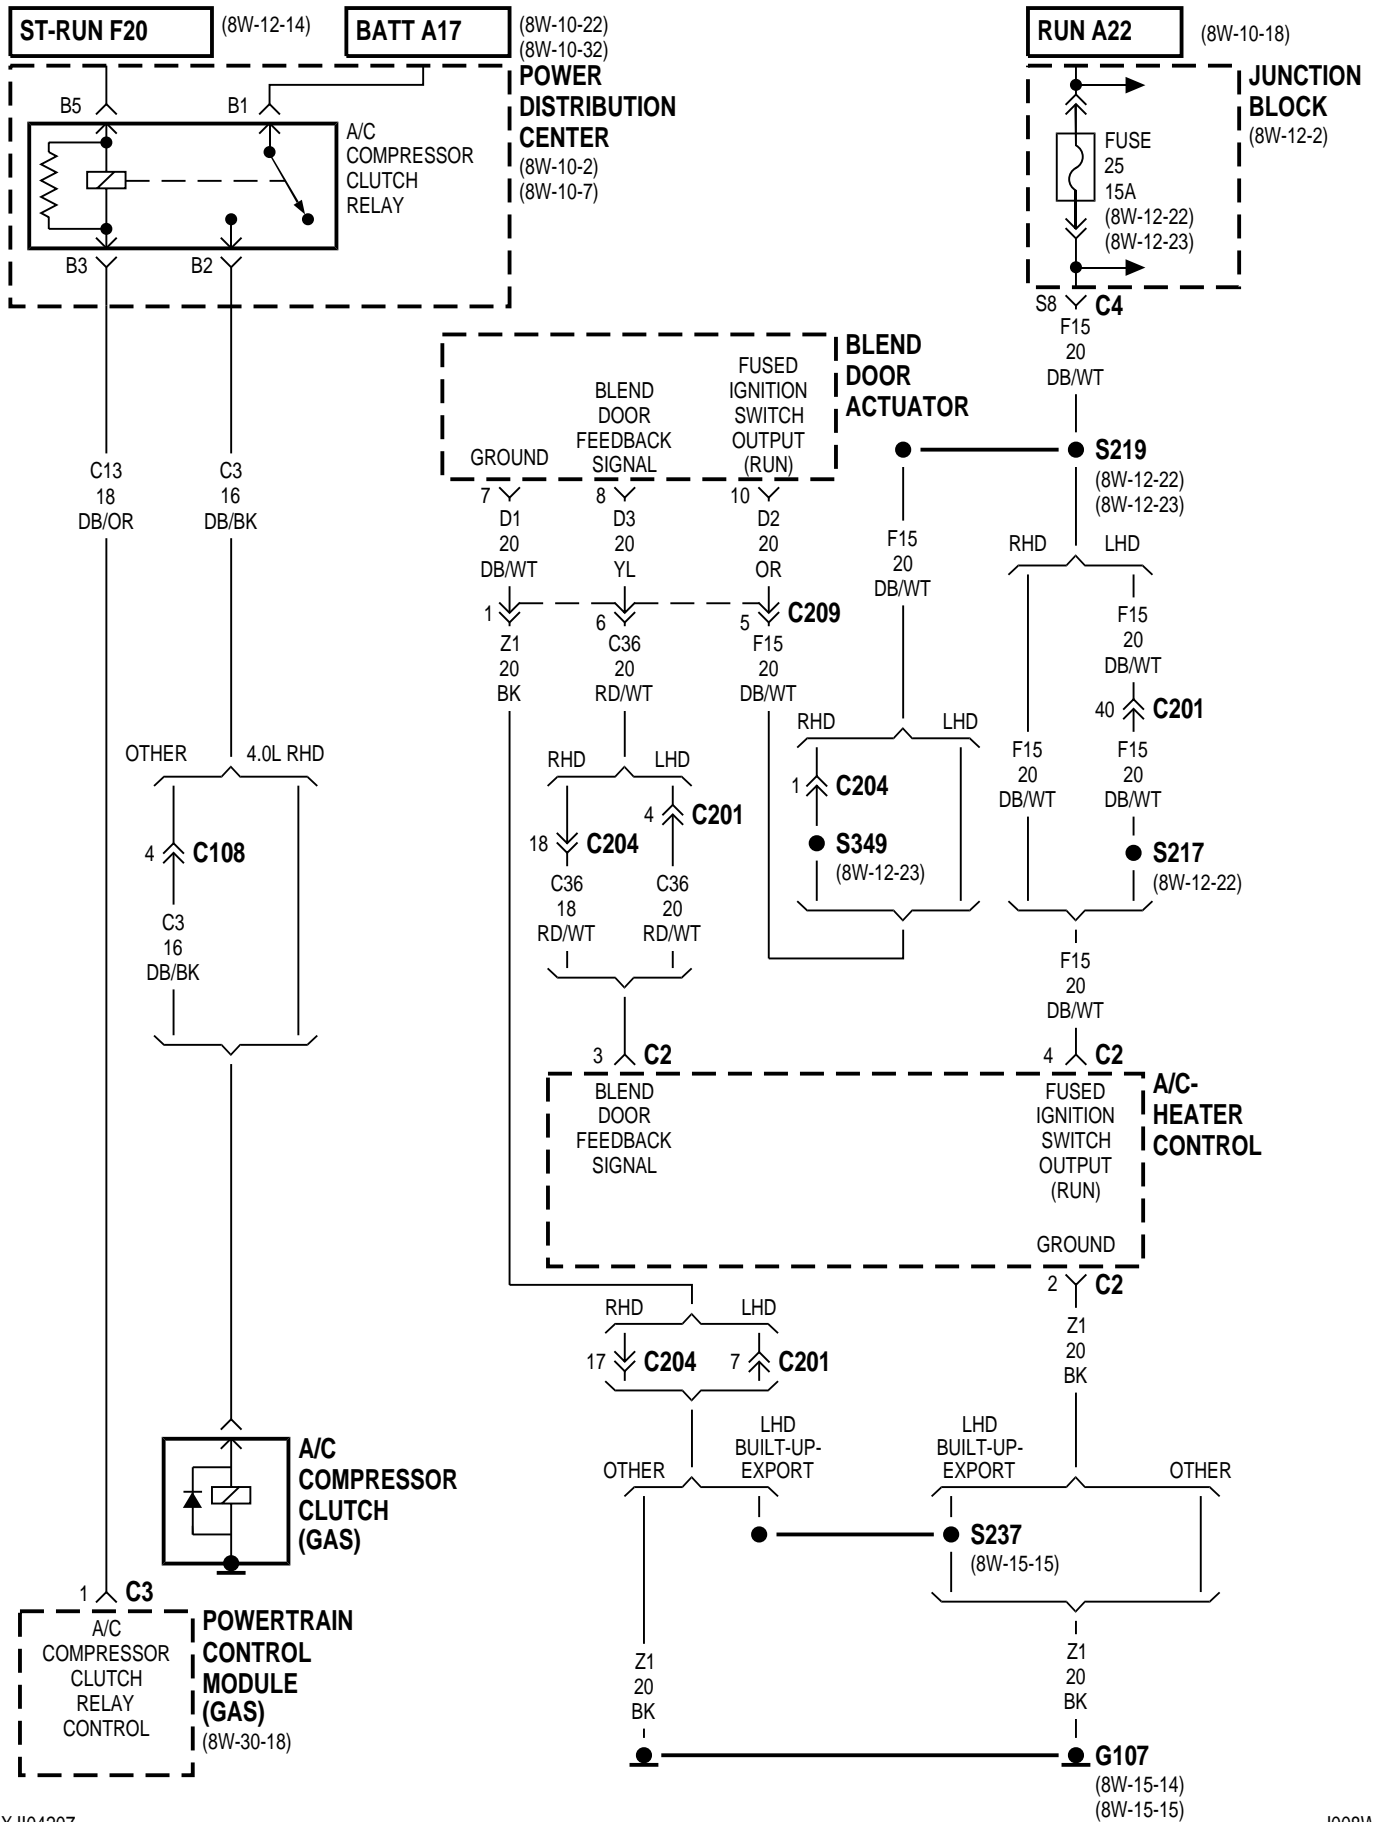 ST-RUN F20
(8W-12-14)
BATT A17
(8W-10-22)
(8W-10-32)
RUN A22
(8W-10-18)
POWER
DISTRIBUTION
CENTER
(8W-10-2)
(8W-10-7)
B5
B1
A/C
COMPRESSOR
CLUTCH
RELAY
B3
B2
JUNCTION
BLOCK
(8W-12-2)
FUSE
25
15A
(8W-12-22)
(8W-12-23)
S8
C4
F15
20
DB/WT
BLEND
DOOR
ACTUATOR
GROUND
BLEND
DOOR
FEEDBACK
SIGNAL
FUSED
IGNITION
SWITCH
OUTPUT
(RUN)
S219
(8W-12-22)
(8W-12-23)
C13
18
DB/OR
C3
16
DB/BK
7
D1
20
DB/WT
8
D3
20
YL
10
D2
20
OR
F15
20
DB/WT
RHD
LHD
1
6
5
C209
Z1
20
BK
C36
20
RD/WT
F15
20
DB/WT
F15
20
DB/WT
40
C201
F15
20
DB/WT
F15
20
DB/WT
S217
(8W-12-22)
RHD
LHD
1
C204
S349
(8W-12-23)
OTHER
4.0L RHD
4
C108
C3
16
DB/BK
RHD
LHD
18
C204
4
C201
C36
18
RD/WT
C36
20
RD/WT
F15
20
DB/WT
3
C2
4
C2
BLEND
DOOR
FEEDBACK
SIGNAL
FUSED
IGNITION
SWITCH
OUTPUT
(RUN)
GROUND
A/C-
HEATER
CONTROL
2
C2
Z1
20
BK
RHD
LHD
17
C204
7
C201
OTHER
LHD
BUILT-UP-
EXPORT
LHD
BUILT-UP-
EXPORT
OTHER
S237
(8W-15-15)
A/C
COMPRESSOR
CLUTCH
(GAS)
1
C3
A/C
COMPRESSOR
CLUTCH
RELAY
CONTROL
POWERTRAIN
CONTROL
MODULE
(GAS)
(8W-30-18)
Z1
20
BK
Z1
20
BK
G107
(8W-15-14)
(8W-15-15)